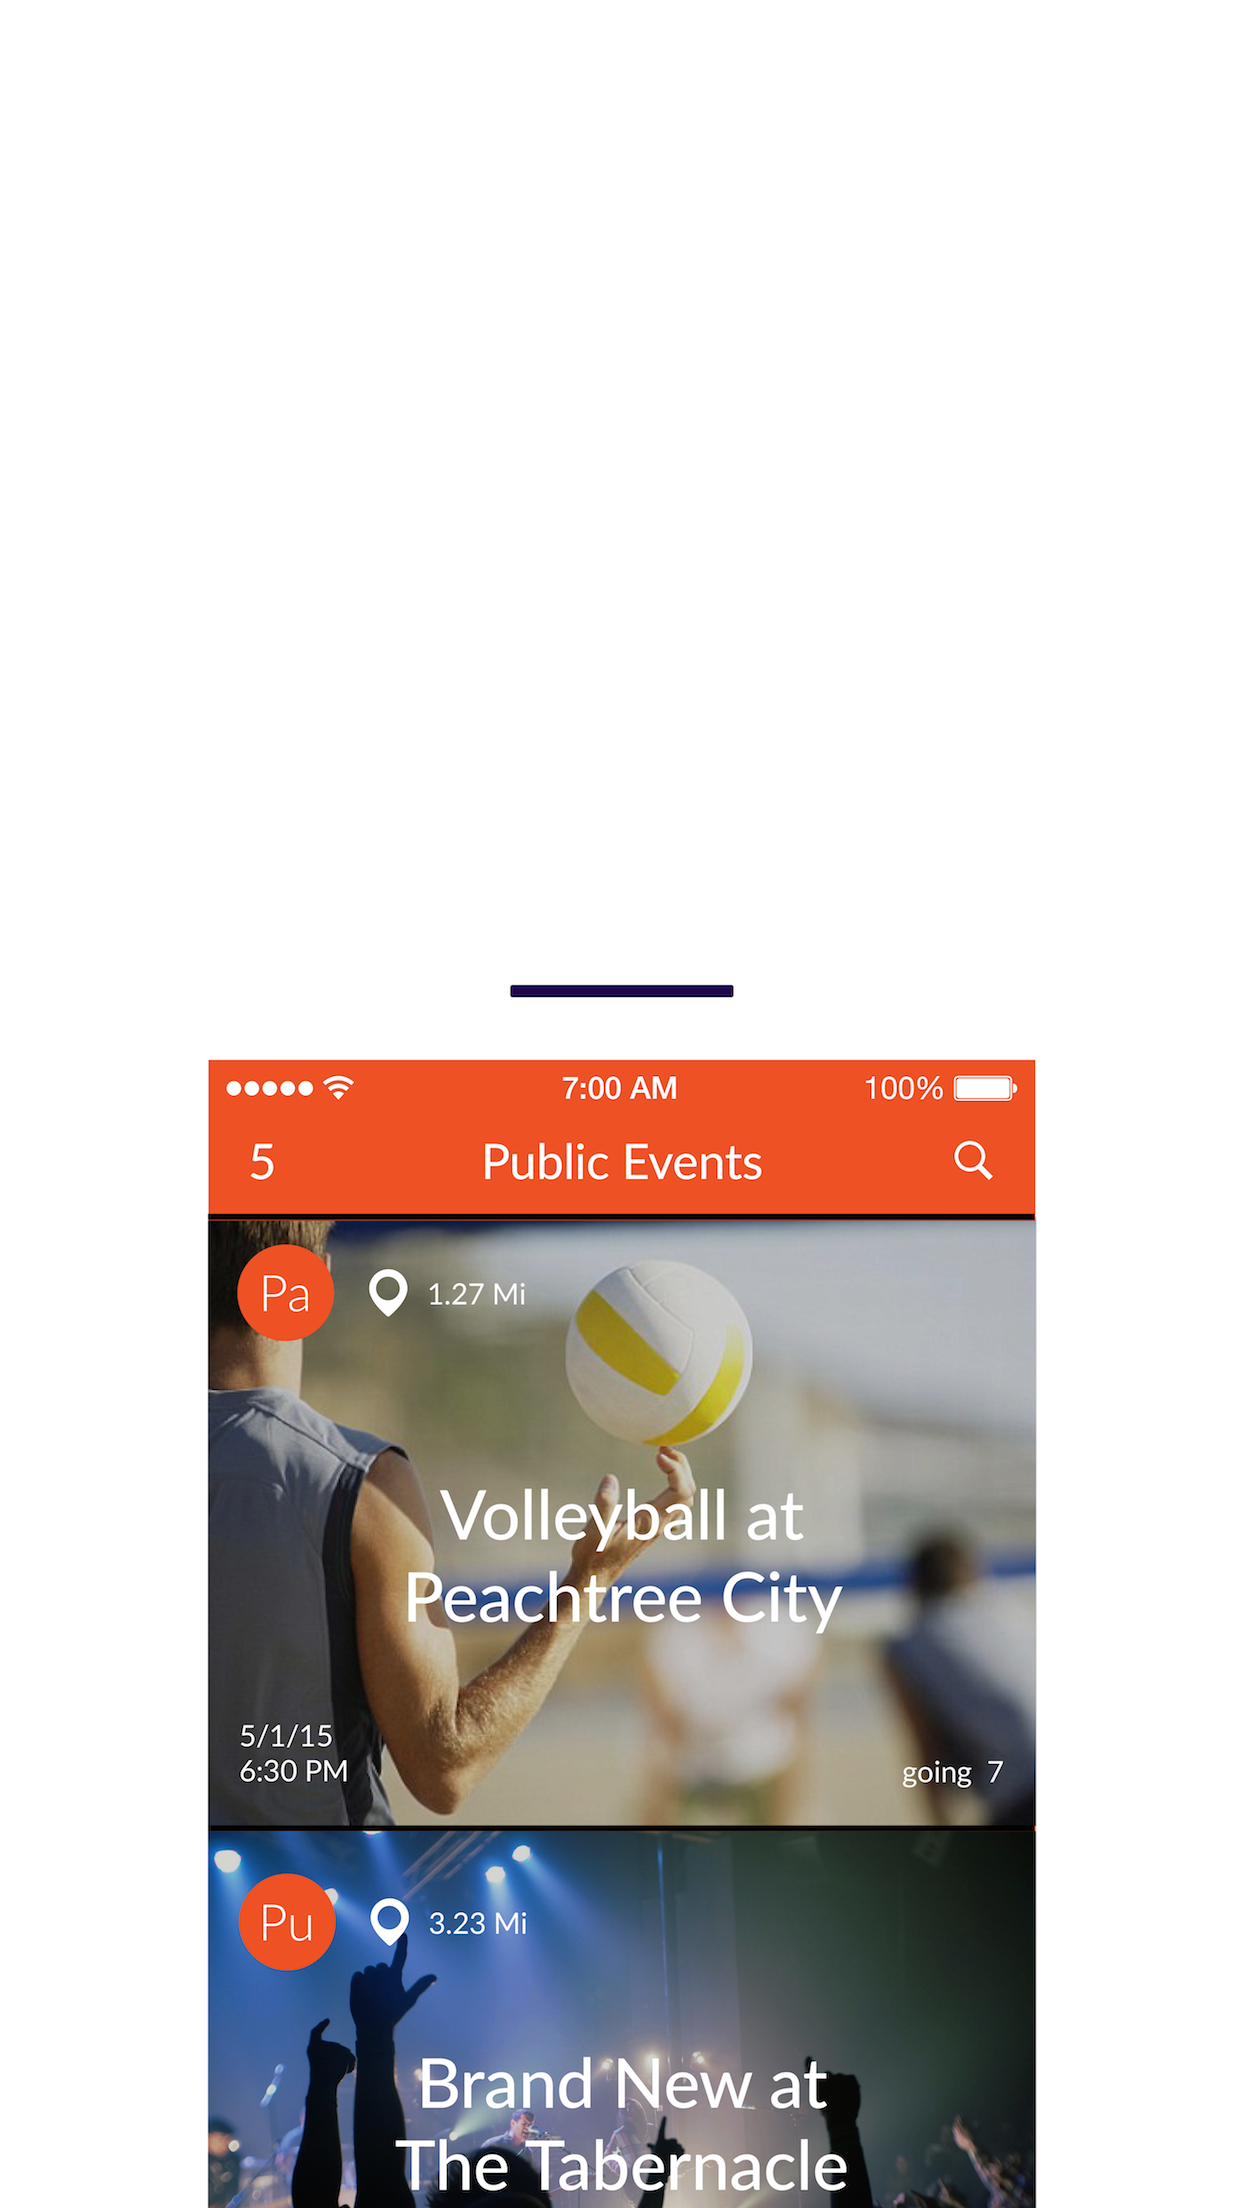 7:00 AM 100%
5 Public Events
Pa 1.27 Mi
Volleyball at
Peachtree City
5/1/15
6:30 PM going 7
Pu 3.23 Mi
Brand New at
The Tabernacle